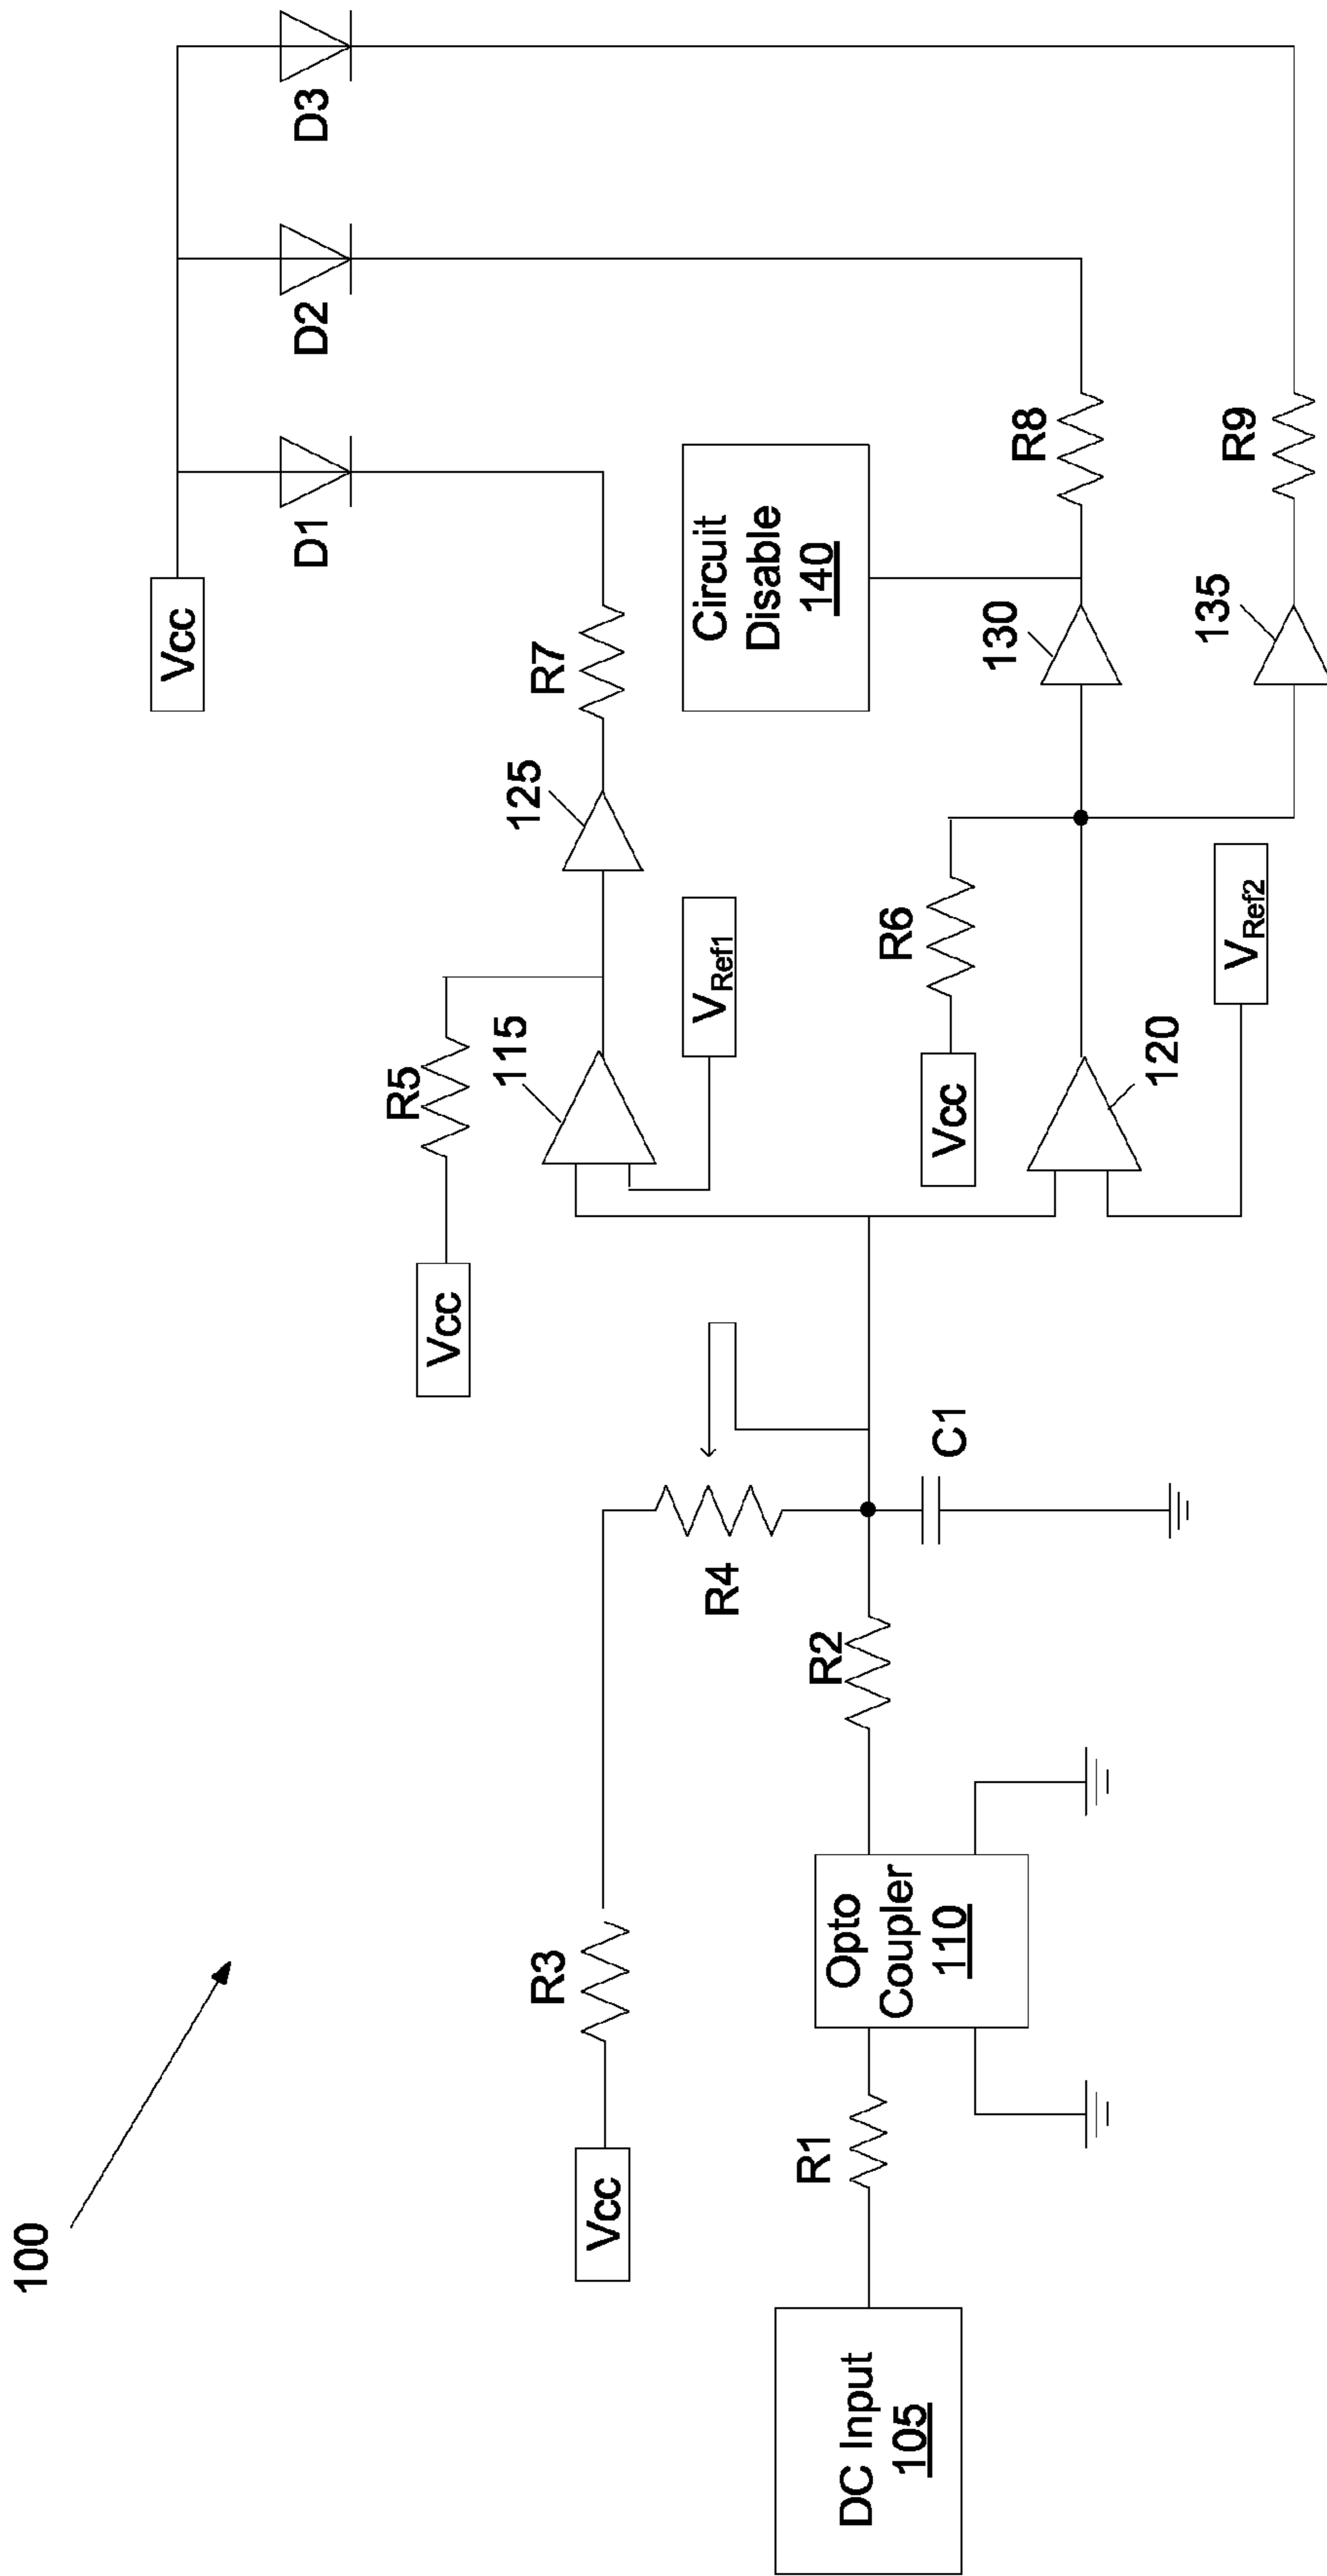 100
Vcc
D1
D2
D3
R5
Vcc
115
125
R7
VRef1
Circuit
Disable
140
Vcc
R3
R4
R6
Vcc
130
R8
DC Input
105
R1
Opto
Coupler
110
R2
C1
120
VRef2
135
R9